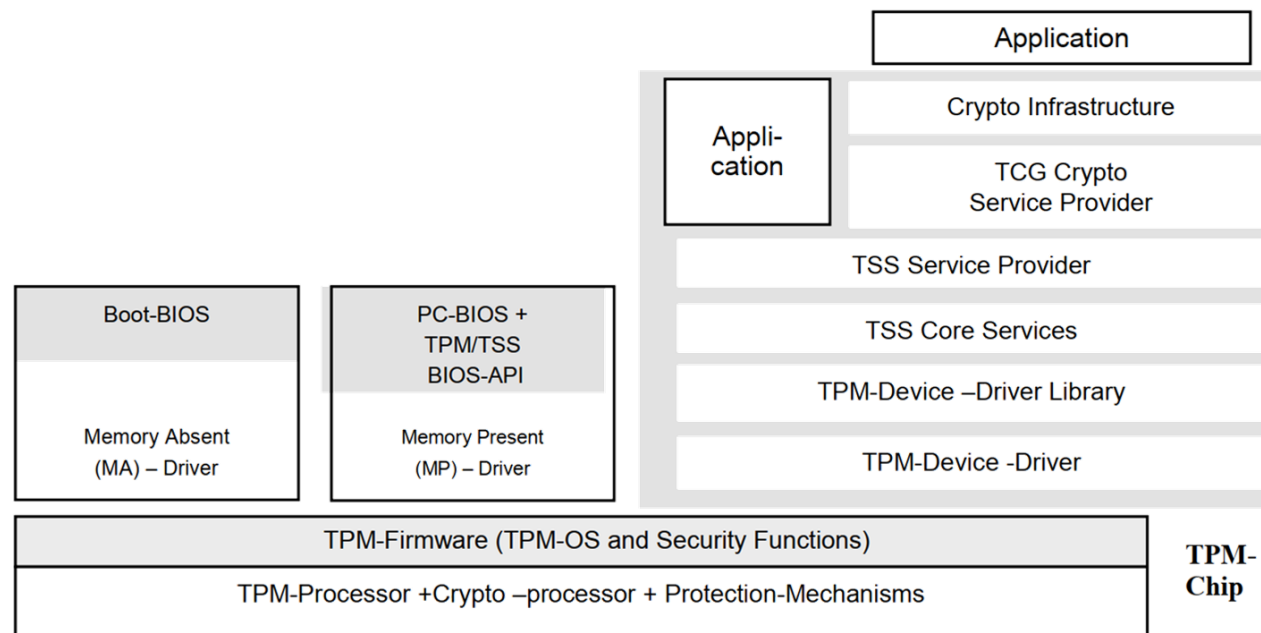 Application
Crypto Infrastructure
Appli-
cation
TCG Crypto
Service Provider
TSS Service Provider
Boot-BIOS
PC-BIOS +
TPM/TSS
BIOS-API
TSS Core Services
TPM-Device –Driver Library
Memory Absent
(MA) – Driver
Memory Present
(MP) – Driver
TPM-Device -Driver
TPM-Firmware (TPM-OS and Security Functions)
TPM-Processor +Crypto –processor + Protection-Mechanisms
TPM-
Chip